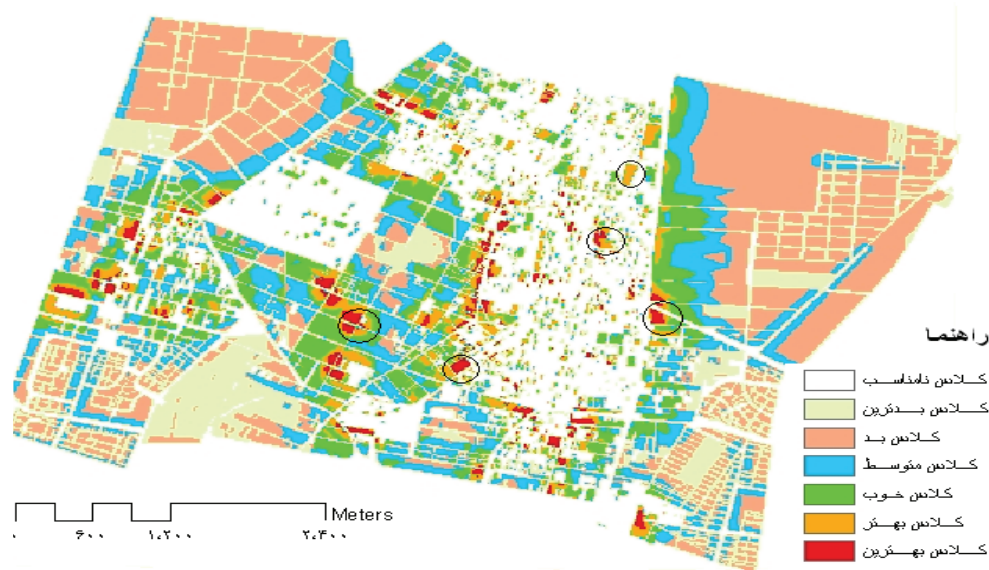 راهنما
کلاس نامناسب
کلاس بدترین
کلاس بد
کلاس متوسط
کلاس خوب
کلاس بهتر
کلاس بهترین
Meters
۰ ۶۰۰ ۱،۲۰۰ ۲،۴۰۰